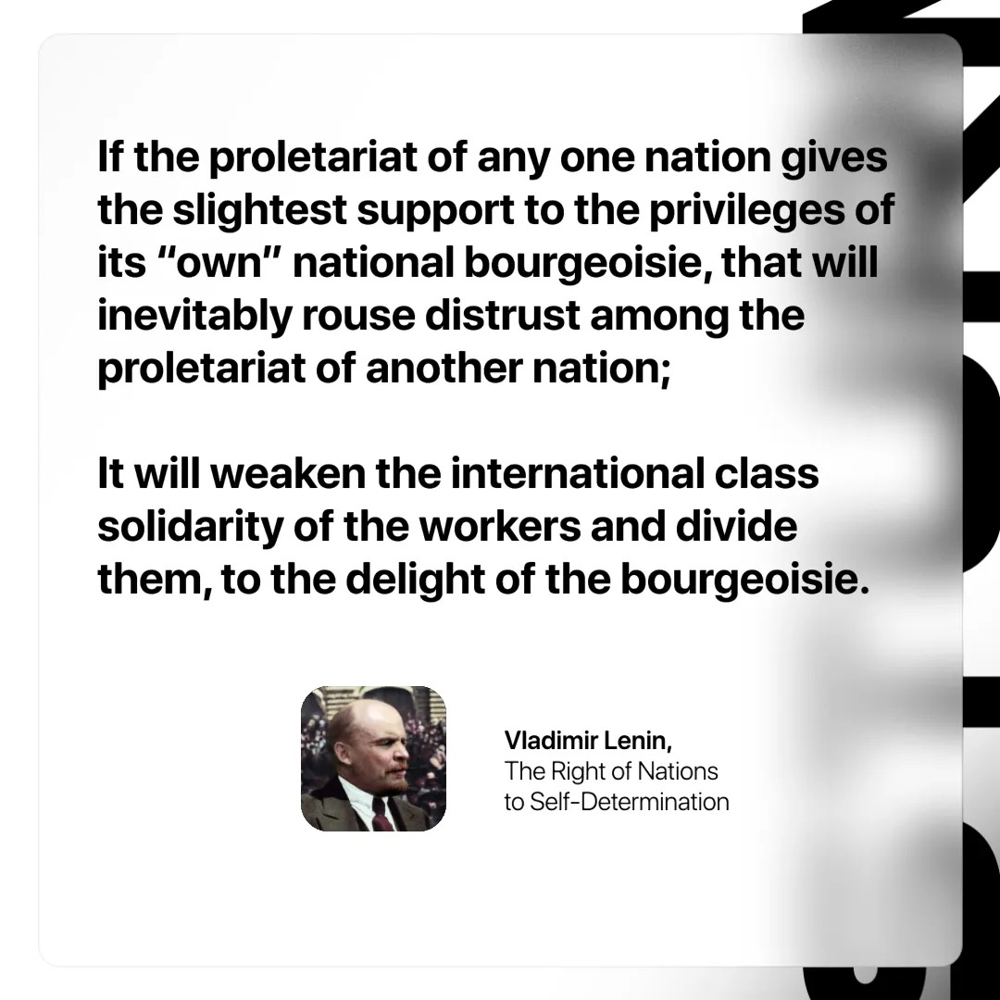 If the proletariat of any one nation gives
the slightest support to the privileges of
its “own” national bourgeoisie, that will
inevitably rouse distrust among the
proletariat of another nation;
It will weaken the international class
solidarity of the workers and divide
them, to the delight of the bourgeoisie.
Vladimir Lenin,
The Right of Nations
to Self-Determination